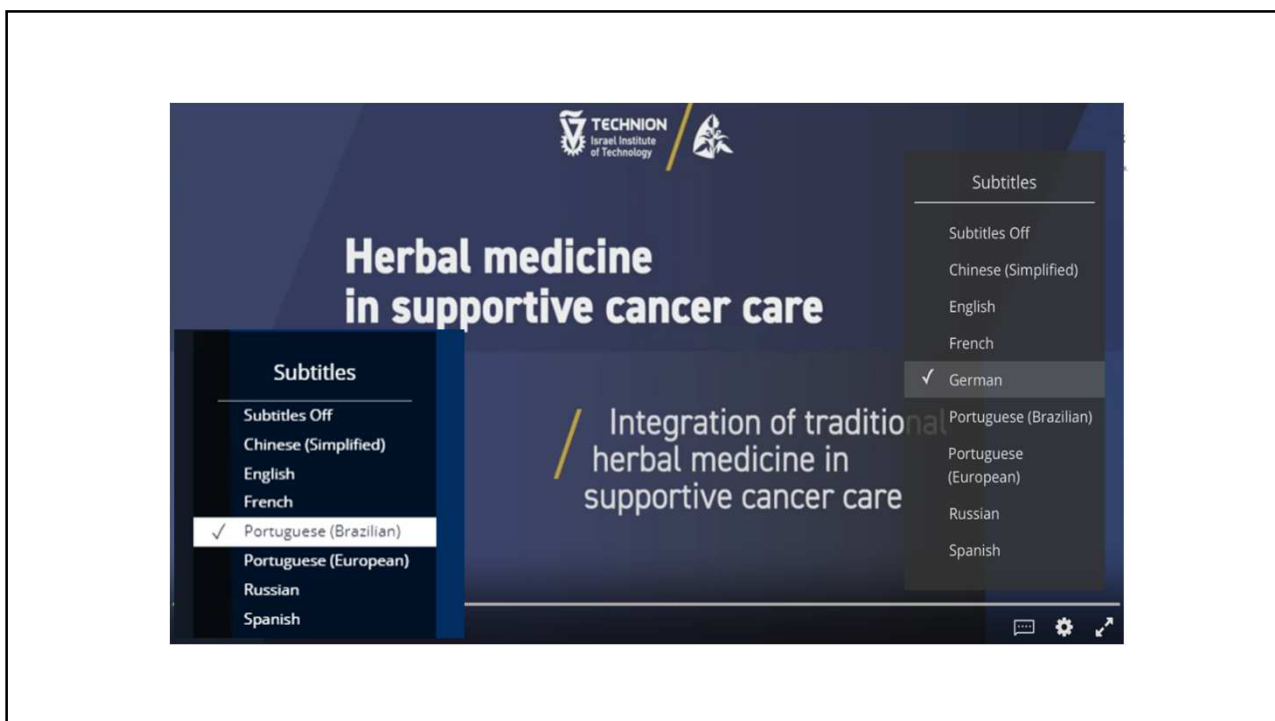 TECHNION
Israel Institute
of Technology
Herbal medicine
in supportive cancer care
Integration of traditional
herbal medicine in
supportive cancer care
Subtitles
Subtitles Off
Chinese (Simplified)
English
French
✓ Portuguese (Brazilian)
Portuguese (European)
Russian
Spanish
Subtitles
Subtitles Off
Chinese (Simplified)
English
French
✓ German
Portuguese (Brazilian)
Portuguese
(European)
Russian
Spanish